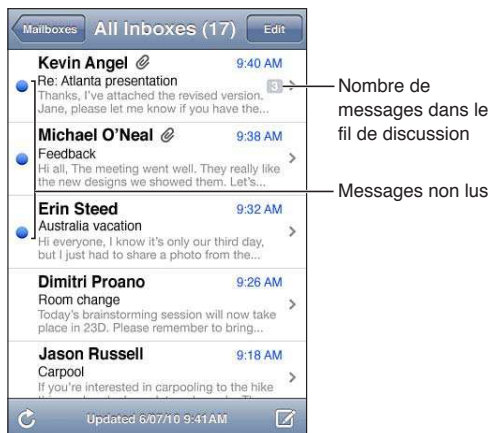 Mailboxes
All Inboxes (17)
Edit
Kevin Angel
9:40 AM
Re: Atlanta presentation
3
Thanks, I've attached the revised version.
Jane, please let me know if you have the...
Michael O'Neal
9:38 AM
Feedback
Hi all, The meeting went well. They really like
the new designs we showed them. Let's...
Erin Steed
9:32 AM
Australia vacation
Hi everyone, I know it's only our third day,
but I just had to share a photo from the...
Dimitri Proano
9:26 AM
Room change
Today's brainstorming session will now take
place in 23D. Please remember to bring...
Jason Russell
9:18 AM
Carpool
If you're interested in carpooling to the hike
Updated 6/07/10 9:41AM
Nombre de
messages dans le
fil de discussion
Messages non lus